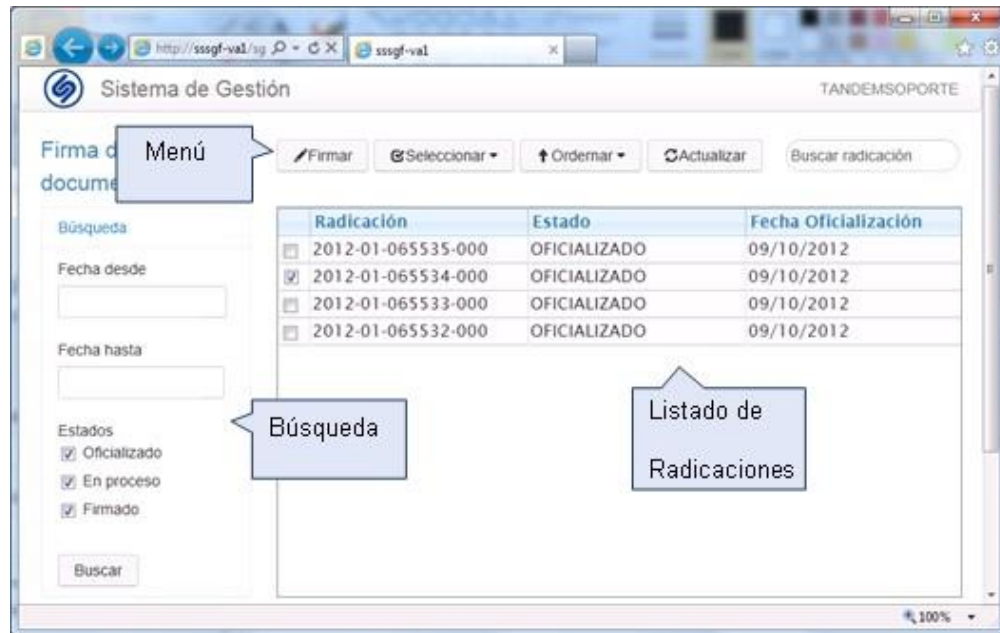 http://sssgf-val/sg
sssgf-val
Sistema de Gestión
TANDEMSOPORTE
Firma d
docume
Menú
Firmar
Seleccionar
Ordernar
Actualizar
Buscar radicación
Búsqueda
Fecha desde
Fecha hasta
Estados
Oficializado
En proceso
Firmado
Buscar
Radicación Estado Fecha Oficialización
2012-01-065535-000 OFICIALIZADO 09/10/2012
2012-01-065534-000 OFICIALIZADO 09/10/2012
2012-01-065533-000 OFICIALIZADO 09/10/2012
2012-01-065532-000 OFICIALIZADO 09/10/2012
Búsqueda
Listado de
Radicaciones
100%